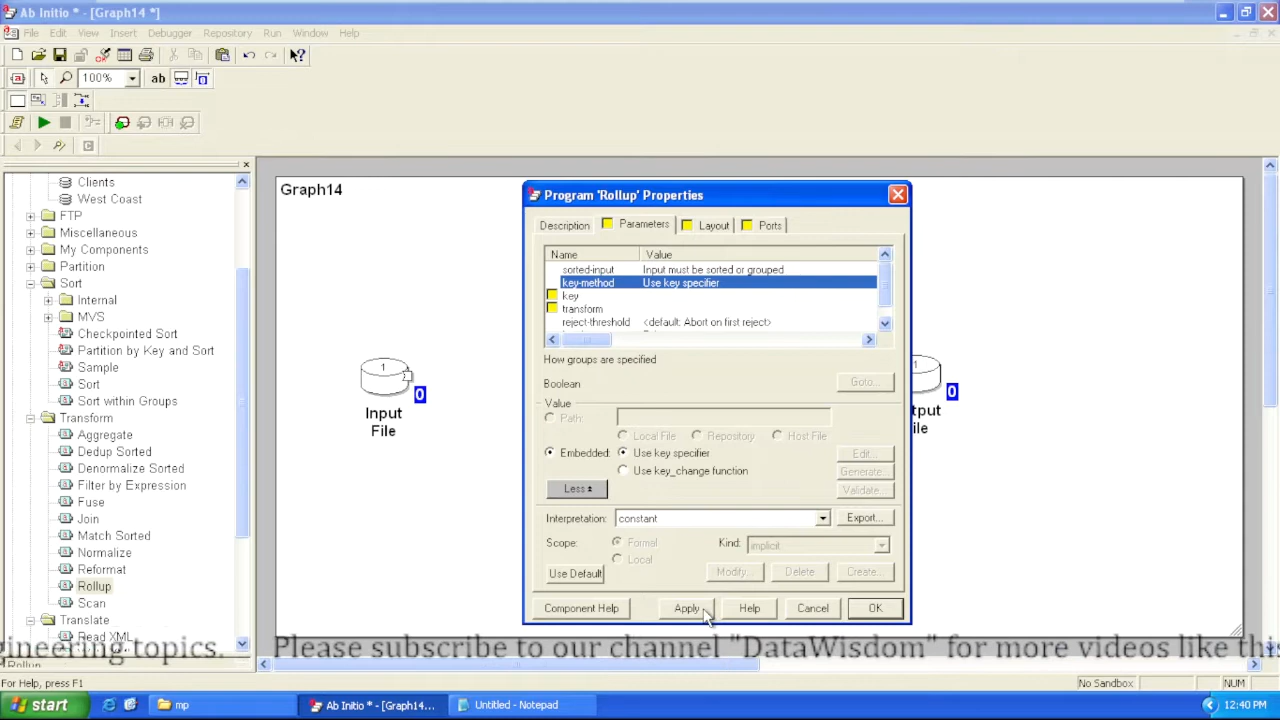 Ab Initio * - [Graph14 *]
File Edit View Insert Debugger Repository Run Window Help
100% ab
Clients
West Coast
FTP
Miscellaneous
My Components
Partition
Sort
Internal
MVS
Checkpointed Sort
Partition by Key and Sort
Sample
Sort
Sort within Groups
Transform
Aggregate
Dedup Sorted
Denormalize Sorted
Filter by Expression
Fuse
Join
Match Sorted
Normalize
Reformat
Rollup
Scan
Translate
Read XML
Rollup
Graph14
1
0
Input
File
Program 'Rollup' Properties
Description Parameters Layout Ports
Name Value
sorted-input Input must be sorted or grouped
key-method Use key specifier
key
transform
reject-threshold <default: Abort on first reject>
How groups are specified
Boolean Goto...
Value
Path:
Local File Repository Host File
Embedded: Use key specifier Edit...
Use key_change function Generate...
Less Validate...
Interpretation: constant Export...
Scope: Formal Kind: implicit
Local
Use Default Modify... Delete Create...
Component Help Apply Help Cancel OK
1
0
tput
ile
gineering topics. Please subscribe to our channel "DataWisdom" for more videos like this
For Help, press F1 No Sandbox NUM
start mp Ab Initio * - [Graph14... Untitled - Notepad 12:40 PM